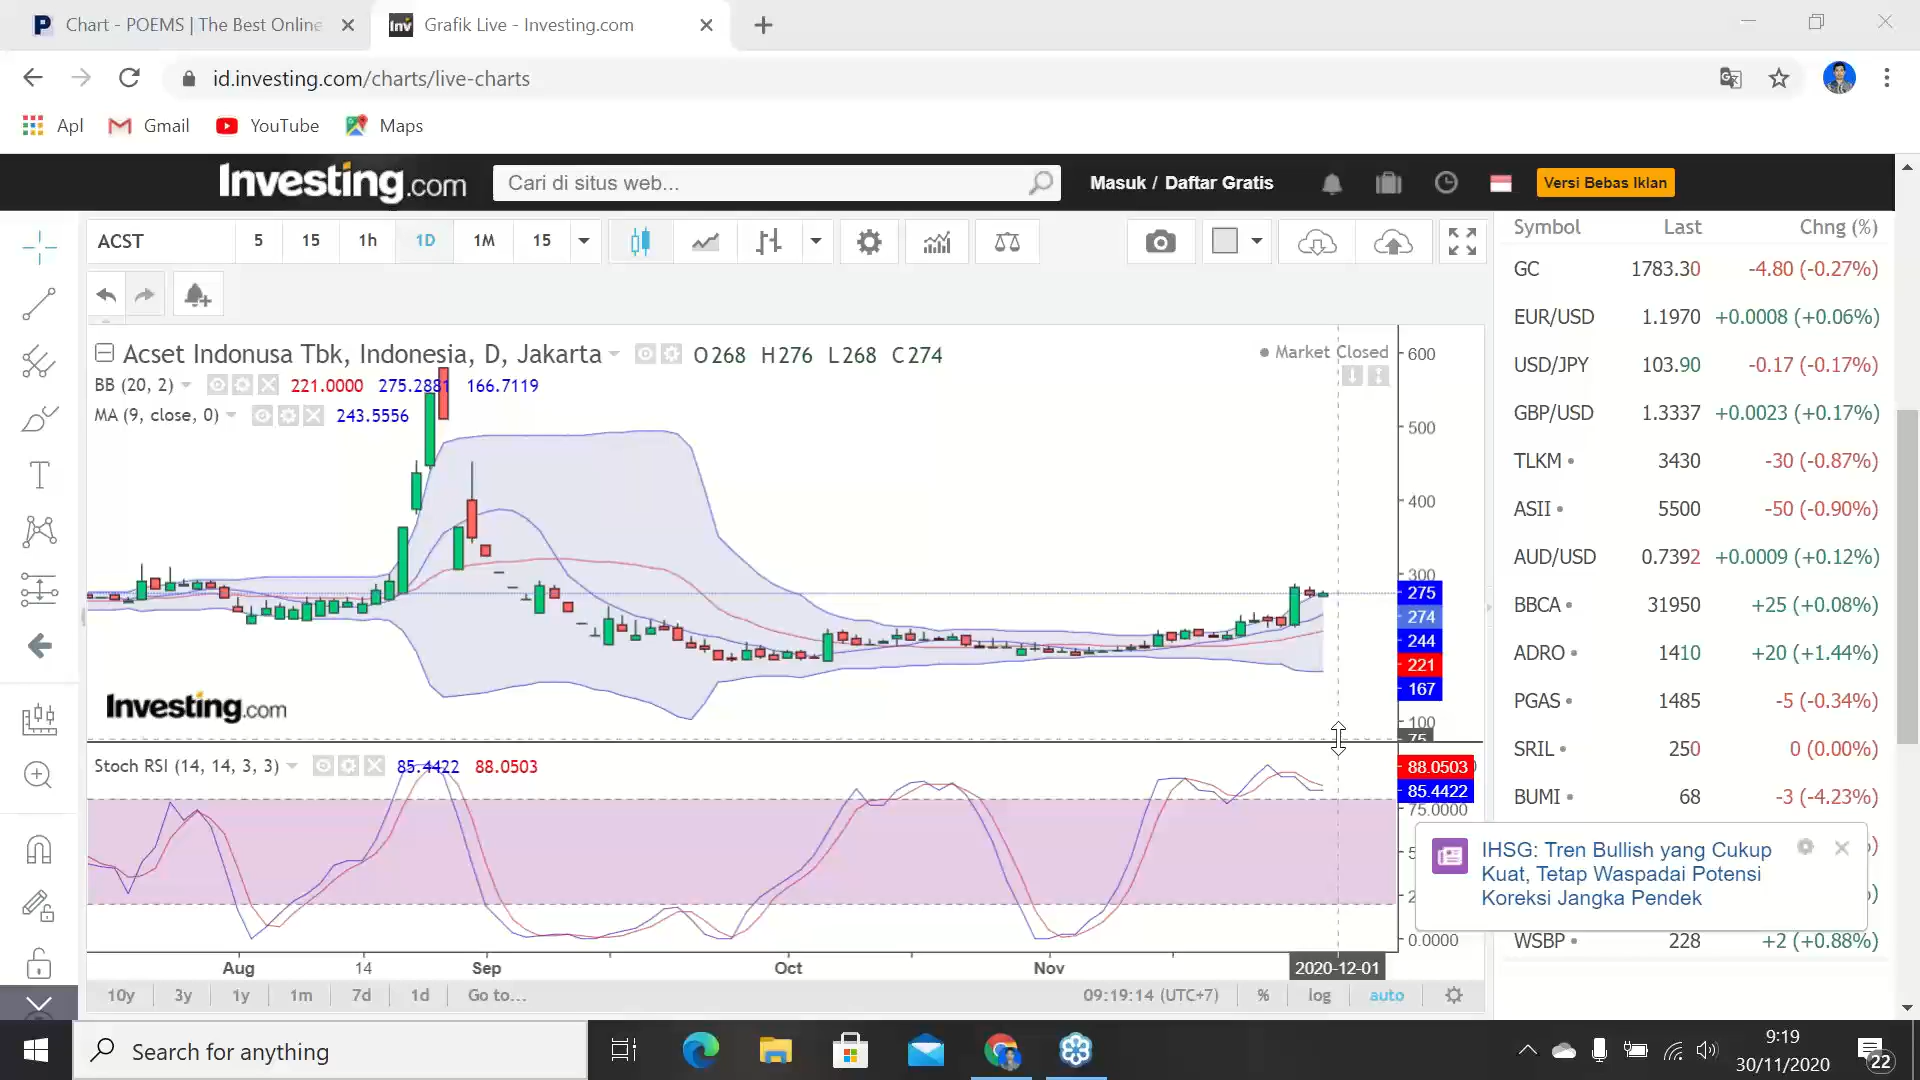 Chart - POEMS | The Best Online
Grafik Live - Investing.com
id.investing.com/charts/live-charts
Apl
Gmail
YouTube
Maps
Investing.com
Cari di situs web...
Masuk / Daftar Gratis
Versi Bebas Iklan
ACST
5
15
1h
1D
1M
15
Symbol Last Chng (%)
GC 1783.30 -4.80 (-0.27%)
EUR/USD 1.1970 +0.0008 (+0.06%)
USD/JPY 103.90 -0.17 (-0.17%)
GBP/USD 1.3337 +0.0023 (+0.17%)
TLKM 3430 -30 (-0.87%)
ASII 5500 -50 (-0.90%)
AUD/USD 0.7392 +0.0009 (+0.12%)
BBCA 31950 +25 (+0.08%)
ADRO 1410 +20 (+1.44%)
PGAS 1485 -5 (-0.34%)
SRIL 250 0 (0.00%)
BUMI 68 -3 (-4.23%)
WSBP 228 +2 (+0.88%)
Acset Indonusa Tbk, Indonesia, D, Jakarta O268 H276 L268 C274
Market Closed
BB (20, 2) 221.0000 275.2881 166.7119
MA (9, close, 0) 243.5556
600
500
400
300
275
274
244
221
167
100
75
Investing.com
Stoch RSI (14, 14, 3, 3) 85.4422 88.0503
88.0503
85.4422
75.0000
0.0000
IHSG: Tren Bullish yang Cukup
Kuat, Tetap Waspadai Potensi
Koreksi Jangka Pendek
Aug 14 Sep Oct Nov 2020-12-01
10y 3y 1y 1m 7d 1d Go to...
09:19:14 (UTC+7) % log auto
Search for anything
9:19
30/11/2020
22